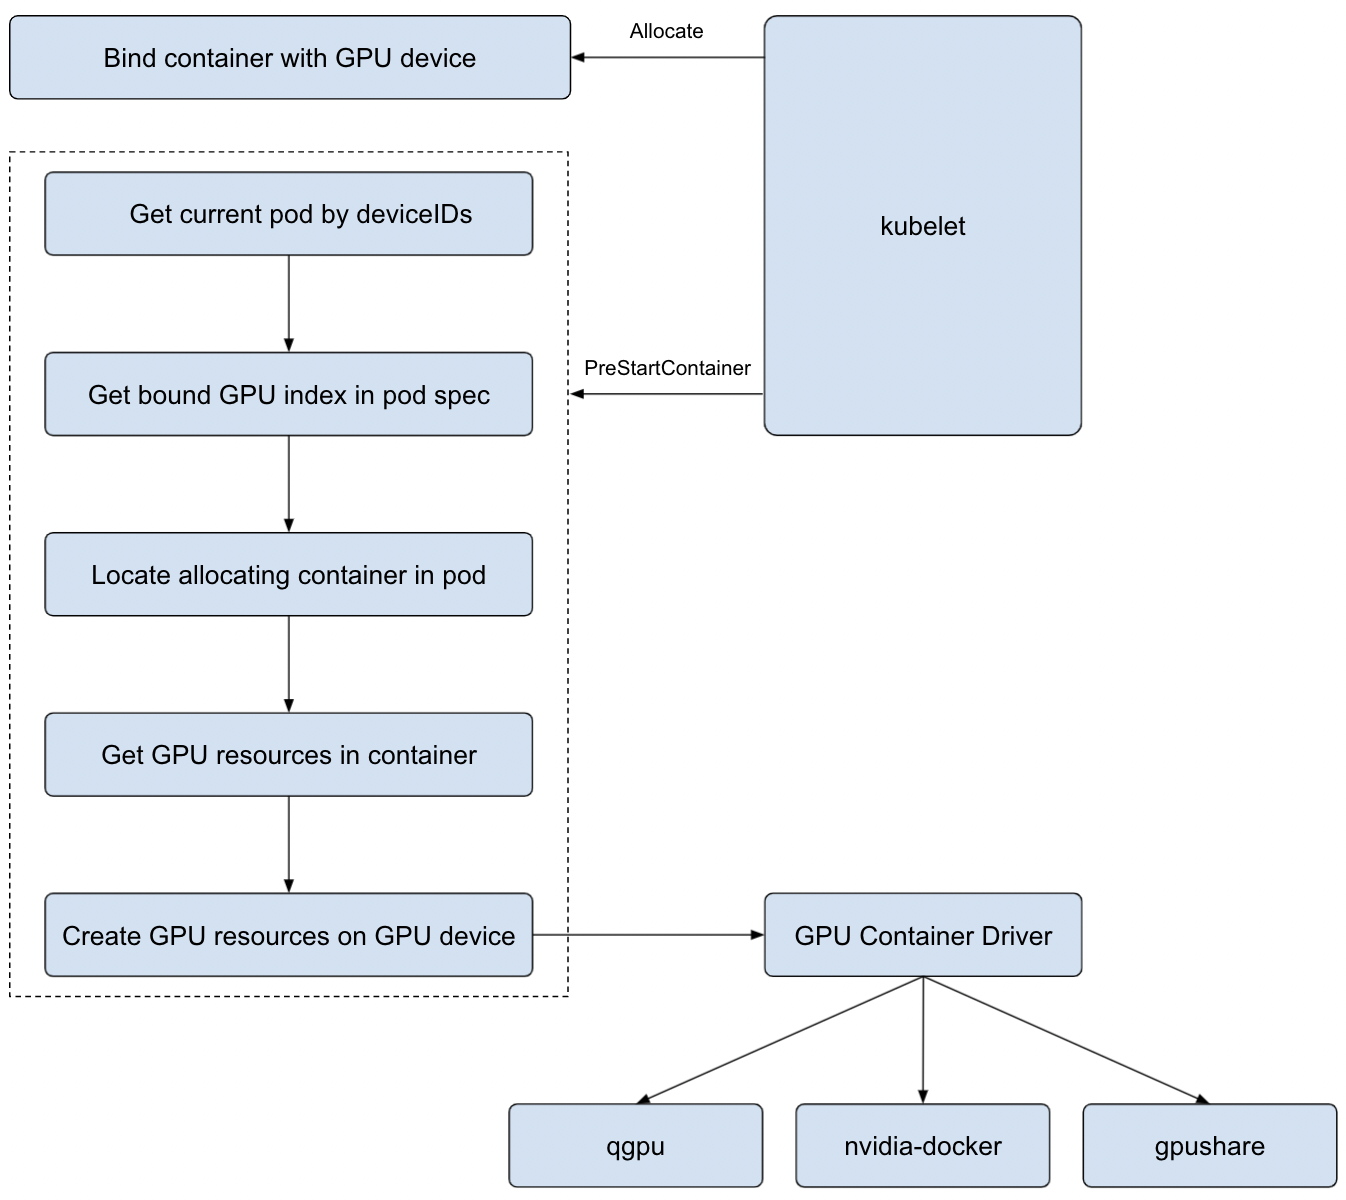 Bind container with GPU device
Allocate
kubelet
Get current pod by deviceIDs
PreStartContainer
Get bound GPU index in pod spec
Locate allocating container in pod
Get GPU resources in container
Create GPU resources on GPU device
GPU Container Driver
qgpu
nvidia-docker
gpushare